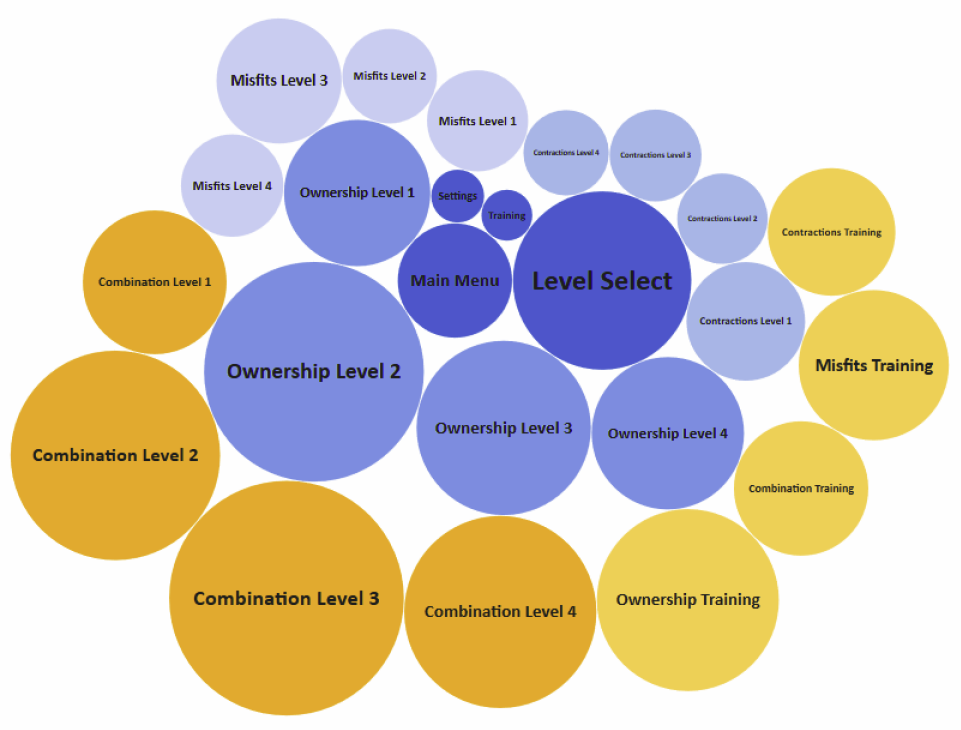 Misfits Level 3
Misfits Level 2
Misfits Level 1
Contractions Level 4
Contractions Level 3
Misfits Level 4
Ownership Level 1
Settings
Training
Contractions Level 2
Contractions Training
Combination Level 1
Main Menu
Level Select
Contractions Level 1
Ownership Level 2
Misfits Training
Ownership Level 3
Ownership Level 4
Combination Level 2
Combination Training
Combination Level 3
Combination Level 4
Ownership Training